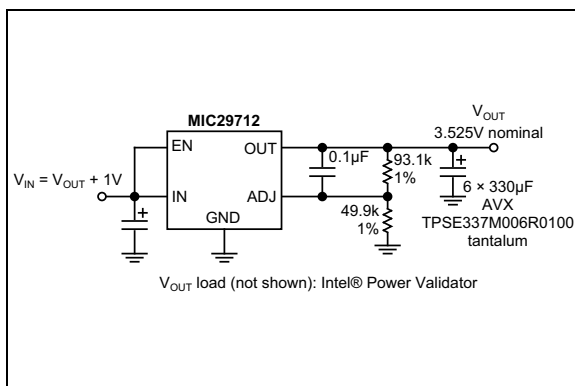 MIC29712
EN
OUT
IN
ADJ
GND
V_IN = V_OUT + 1V
0.1µF
93.1k
1%
49.9k
1%
V_OUT
3.525V nominal
+
+
6 × 330µF
AVX
TPSE337M006R0100
tantalum
V_OUT load (not shown): Intel® Power Validator